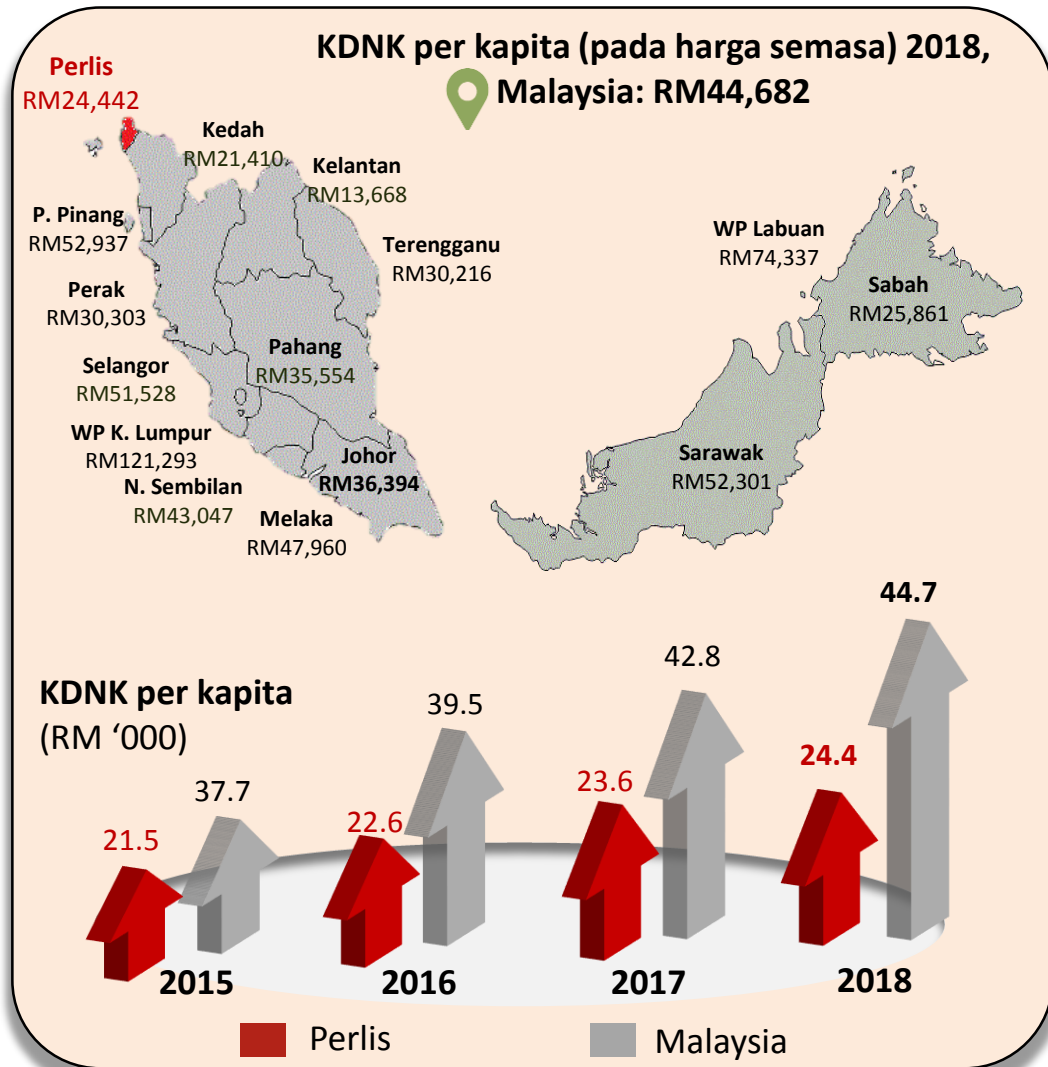 KDNK per kapita (pada harga semasa) 2018,
Malaysia: RM44,682
Perlis
RM24,442
Kedah
RM21,410
Kelantan
RM13,668
P. Pinang
RM52,937
Terengganu
RM30,216
WP Labuan
RM74,337
Sabah
RM25,861
Perak
RM30,303
Pahang
RM35,554
Selangor
RM51,528
WP K. Lumpur
RM121,293
Johor
RM36,394
Sarawak
RM52,301
N. Sembilan
RM43,047
Melaka
RM47,960
KDNK per kapita
(RM ‘000)
21.5
37.7
22.6
39.5
23.6
42.8
24.4
44.7
2015
2016
2017
2018
Perlis
Malaysia